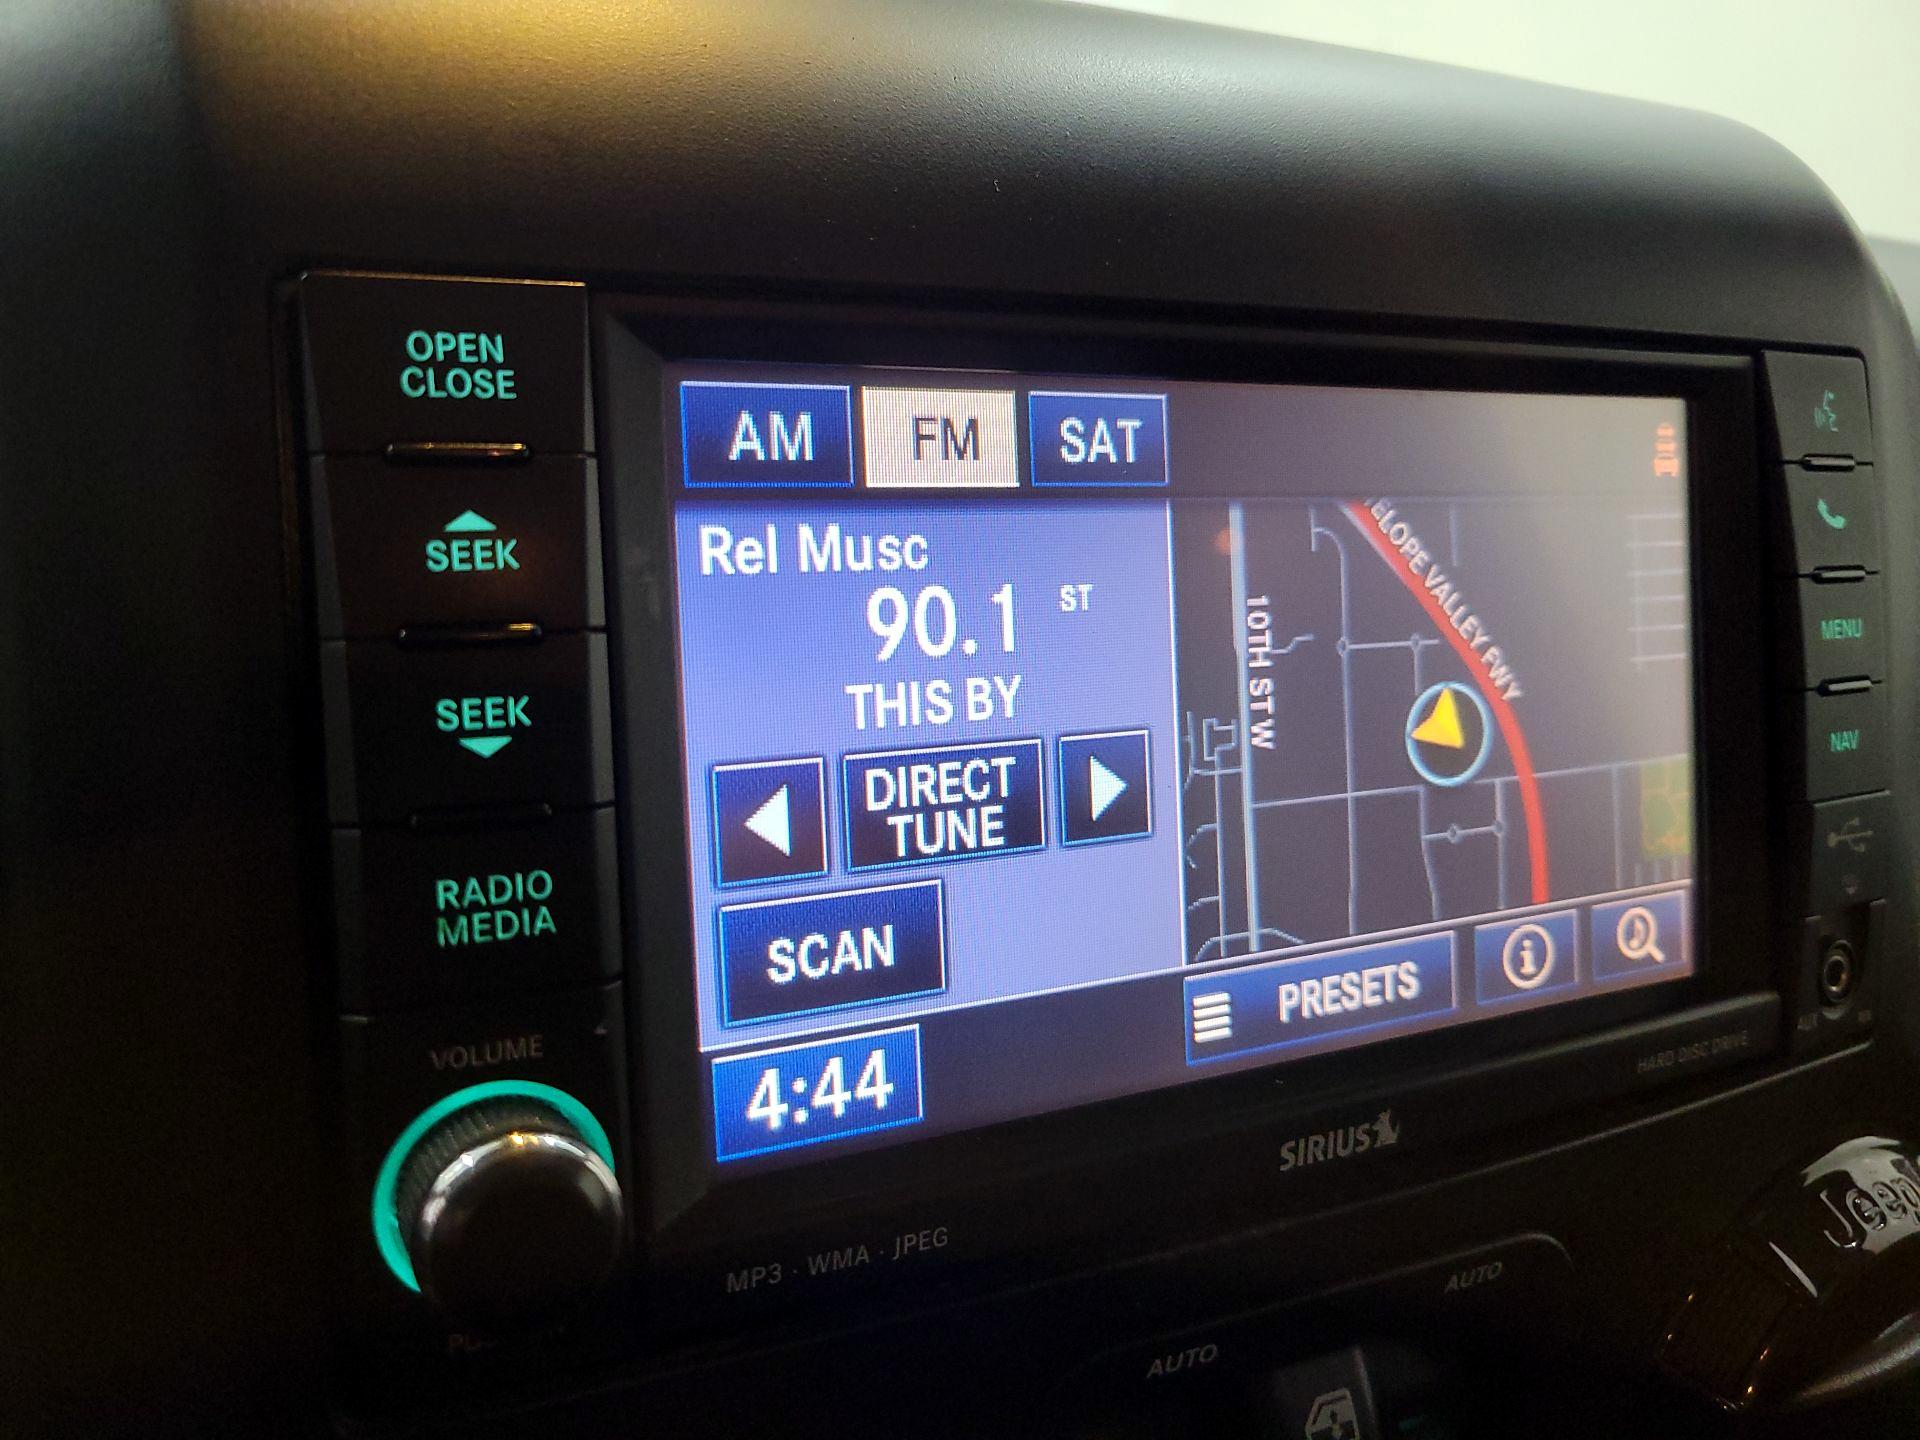 OPEN
CLOSE
SEEK
SEEK
RADIO
MEDIA
VOLUME
AM
FM
SAT
Rel Musc
90.1 ST
THIS BY
DIRECT
TUNE
SCAN
4:44
TELOPE VALLEY FWY
10TH ST W
PRESETS
MENU
NAV
AUX
HARD DISC DRIVE
SIRIUS
MP3 · WMA · JPEG
Jeep
AUTO
AUTO